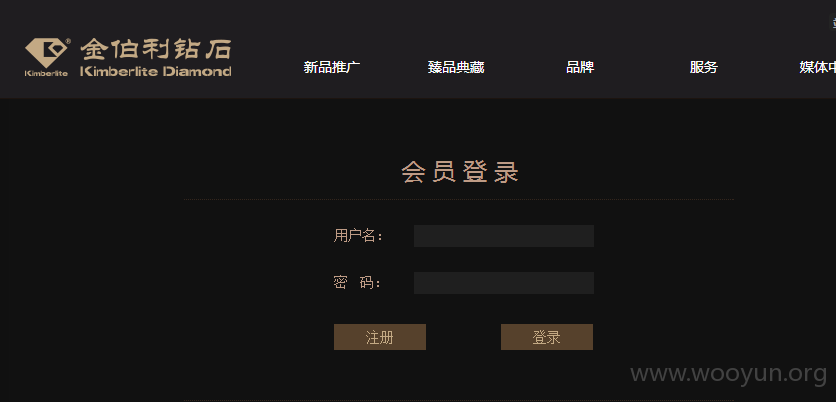 金伯利钻石
Kimberlite
Kimberlite Diamond
新品推广 臻品典藏 品牌 服务 媒体中
会员登录
用户名：
密 码：
注册 登录
www.wooyun.org